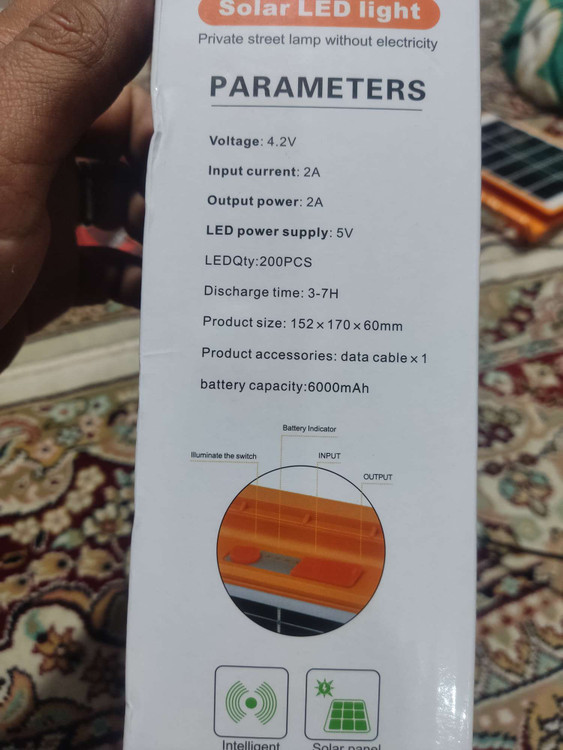 Solar LED light
Private street lamp without electricity
PARAMETERS
Voltage: 4.2V
Input current: 2A
Output power: 2A
LED power supply: 5V
LEDQty:200PCS
Discharge time: 3-7H
Product size: 152×170×60mm
Product accessories: data cable×1
battery capacity:6000mAh
Battery Indicator
Illuminate the switch
INPUT
OUTPUT
Intelligent
Solar panel